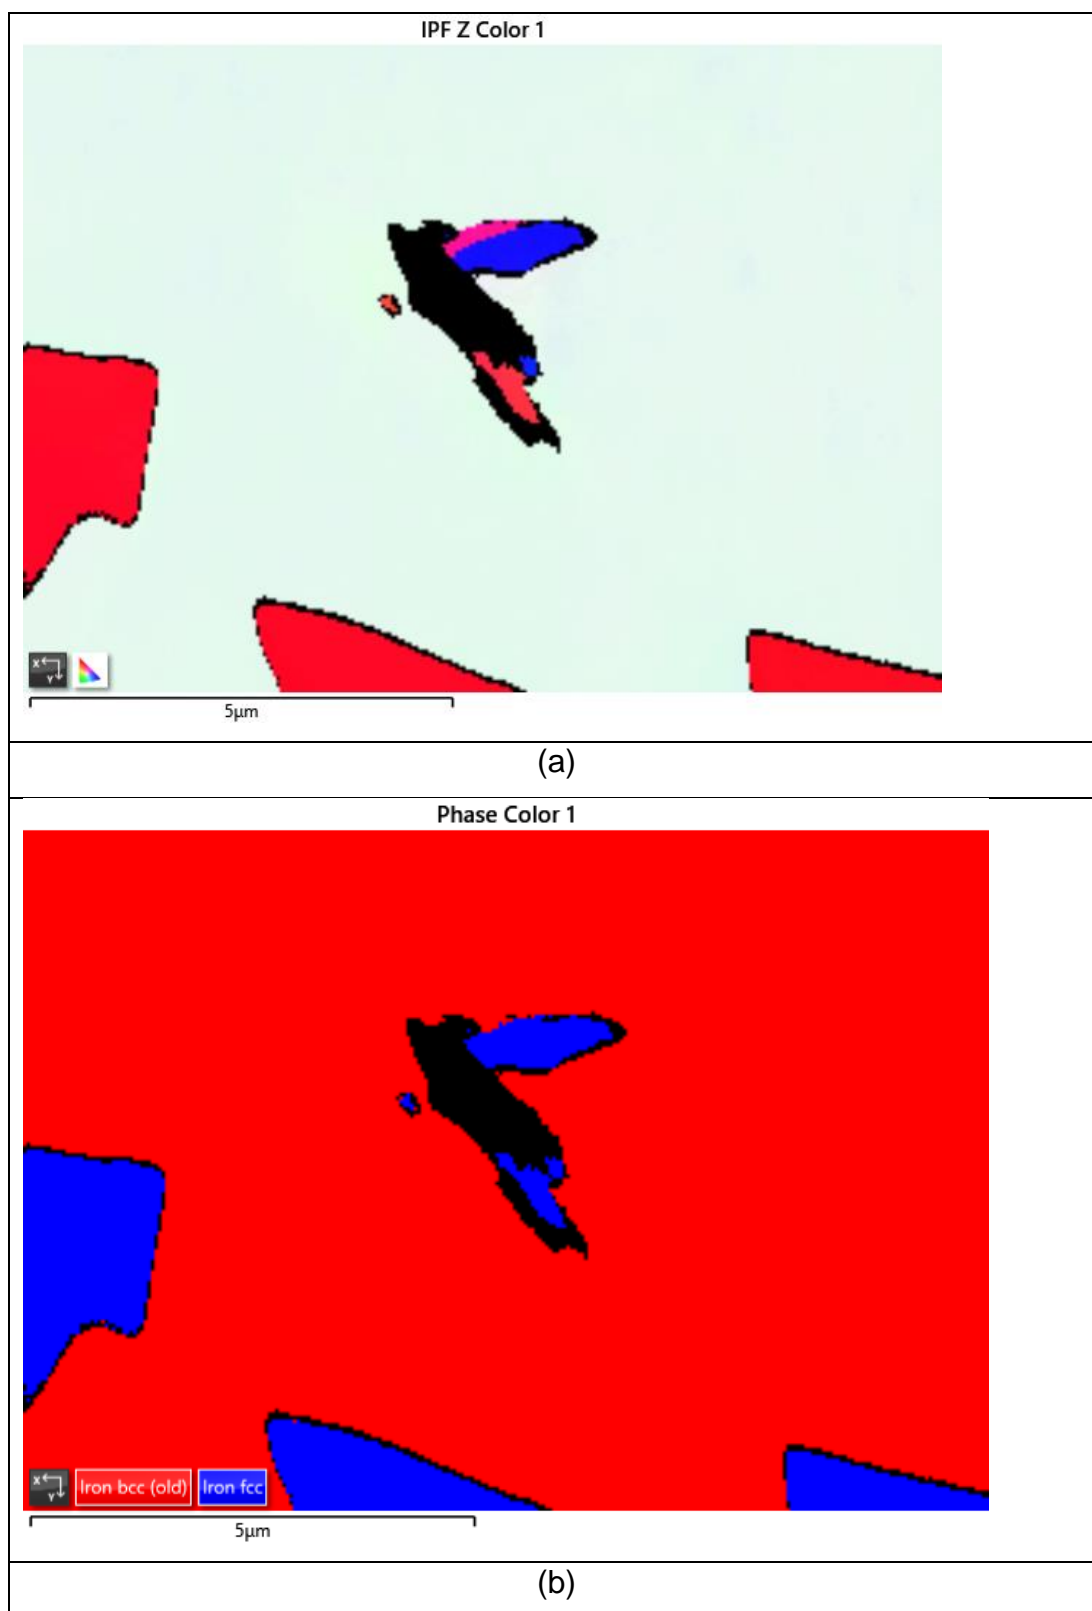 IPF Z Color 1
X
Y
5µm
(a)
Phase Color 1
X
Y
Iron bcc (old) Iron fcc
5µm
(b)